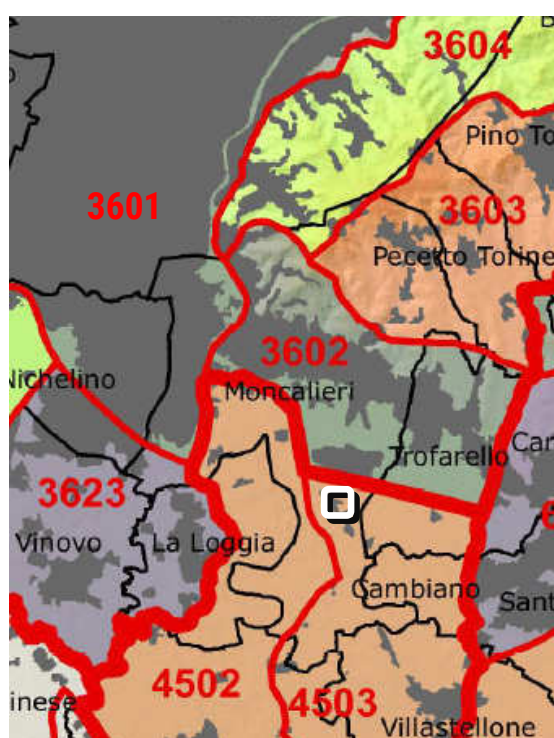 B
3604
Pino To
3601
3603
Pecetto Torine
3602
Nichelino
Moncalieri
Trofarello
Car
3623
Vinovo
La Loggia
Cambiano
Sant
4502
4503
inese
Villastellone